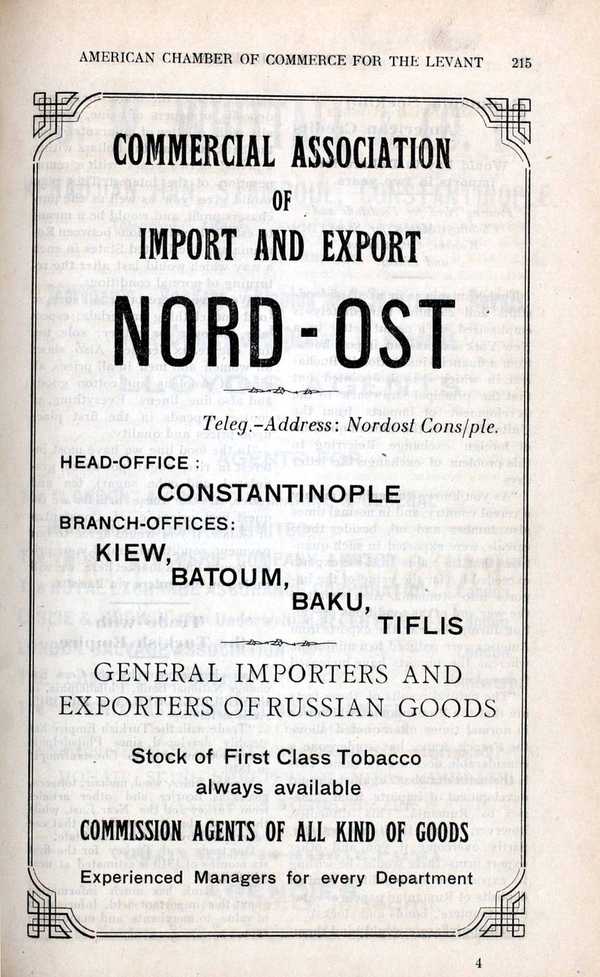 AMERICAN CHAMBER OF COMMERCE FOR THE LEVANT 215
COMMERCIAL ASSOCIATION
OF
IMPORT AND EXPORT
NORD-OST
Teleg.-Address: Nordost Cons/ple.
HEAD-OFFICE:
CONSTANTINOPLE
BRANCH-OFFICES:
KIEW,
BATOUM,
BAKU,
TIFLIS
GENERAL IMPORTERS AND
EXPORTERS OF RUSSIAN GOODS
Stock of First Class Tobacco
always available
COMMISSION AGENTS OF ALL KIND OF GOODS
Experienced Managers for every Department
4